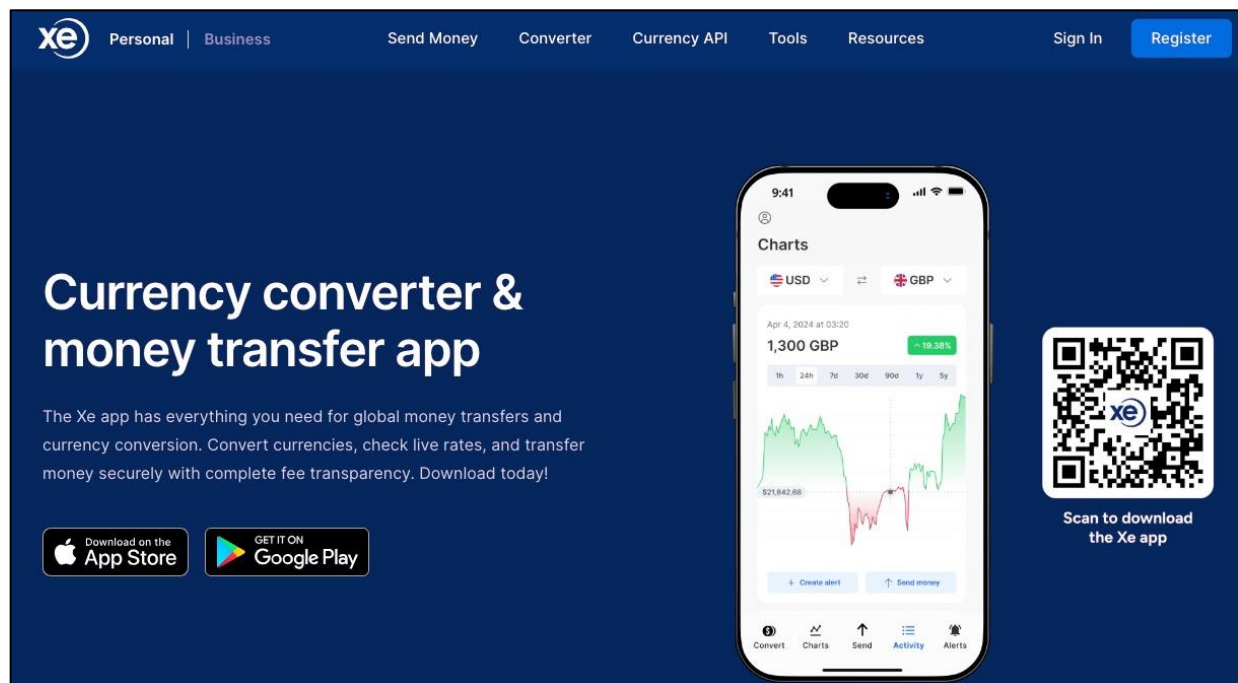 xe Personal | Business Send Money Converter Currency API Tools Resources Sign In Register
Currency converter &
money transfer app
The Xe app has everything you need for global money transfers and
currency conversion. Convert currencies, check live rates, and transfer
money securely with complete fee transparency. Download today!
Download on the
App Store
GET IT ON
Google Play
9:41
Charts
USD GBP
Apr 4, 2024 at 03:20
1,300 GBP 19.38%
1h 24h 7d 30d 90d 1y 5y
$21,842.68
+ Create alert Send money
Convert Charts Send Activity Alerts
xe
Scan to download
the Xe app